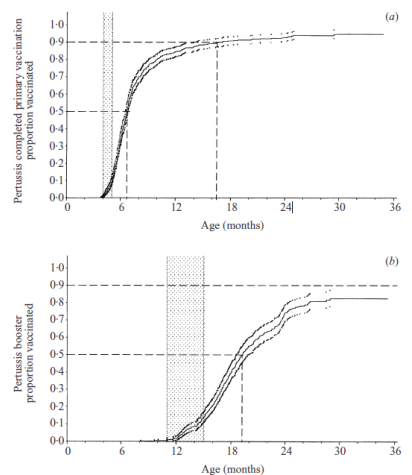 (a)
Pertussis completed primary vaccination
proportion vaccinated
1·0
0·9
0·8
0·7
0·6
0·5
0·4
0·3
0·2
0·1
0·0
0 6 12 18 24 30 36
Age (months)
(b)
Pertussis booster
proportion vaccinated
1·0
0·9
0·8
0·7
0·6
0·5
0·4
0·3
0·2
0·1
0·0
0 6 12 18 24 30 36
Age (months)